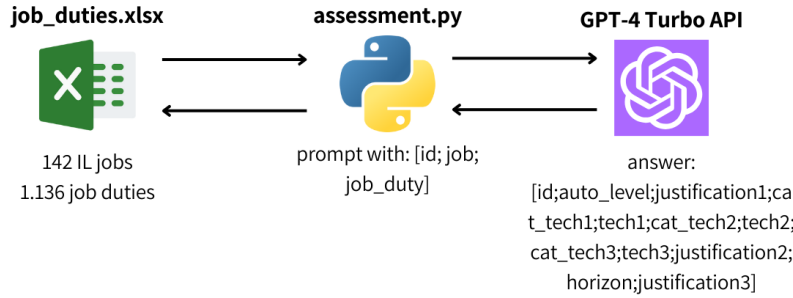 job_duties.xlsx
assessment.py
GPT-4 Turbo API
142 IL jobs
1.136 job duties
prompt with: [id; job;
job_duty]
answer:
[id;auto_level;justification1;ca
t_tech1;tech1;cat_tech2;tech2;
cat_tech3;tech3;justification2;
horizon;justification3]